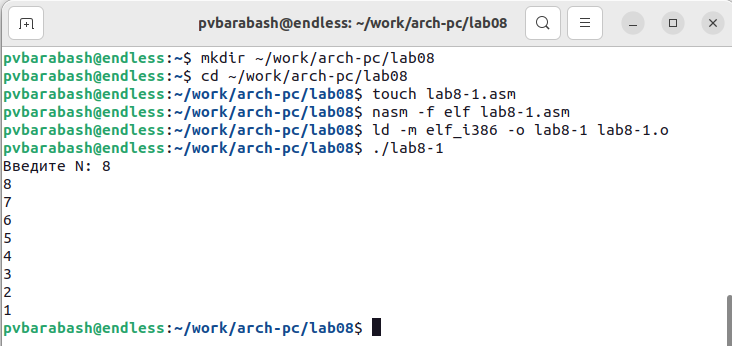 pvbarabash@endless: ~/work/arch-pc/lab08
pvbarabash@endless:~$ mkdir ~/work/arch-pc/lab08
pvbarabash@endless:~$ cd ~/work/arch-pc/lab08
pvbarabash@endless:~/work/arch-pc/lab08$ touch lab8-1.asm
pvbarabash@endless:~/work/arch-pc/lab08$ nasm -f elf lab8-1.asm
pvbarabash@endless:~/work/arch-pc/lab08$ ld -m elf_i386 -o lab8-1 lab8-1.o
pvbarabash@endless:~/work/arch-pc/lab08$ ./lab8-1
Введите N: 8
8
7
6
5
4
3
2
1
pvbarabash@endless:~/work/arch-pc/lab08$